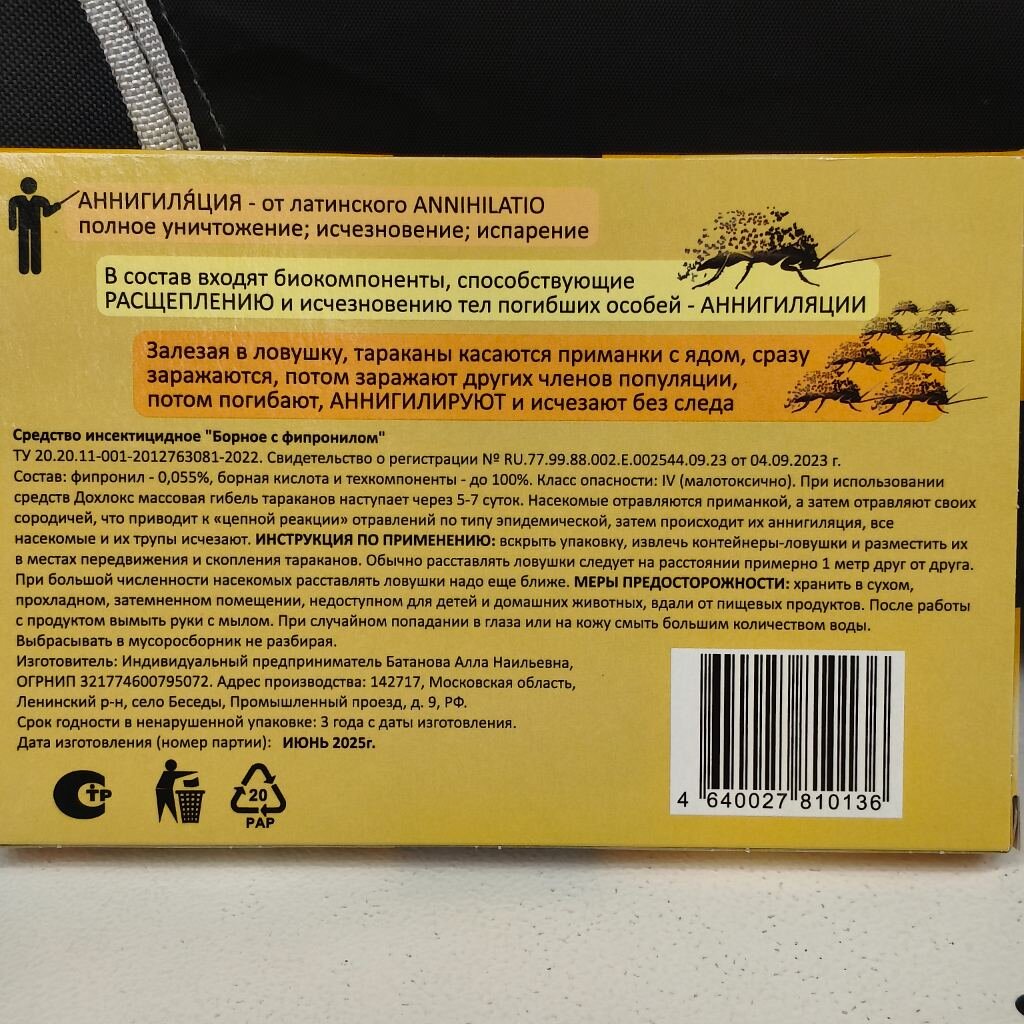 АННИГИЛЯ́ЦИЯ - от латинского ANNIHILATIO
полное уничтожение; исчезновение; испарение
В состав входят биокомпоненты, способствующие
РАСЩЕПЛЕНИЮ и исчезновению тел погибших особей - АННИГИЛЯЦИИ
Залезая в ловушку, тараканы касаются приманки с ядом, сразу
заражаются, потом заражают других членов популяции,
потом погибают, АННИГИЛИРУЮТ и исчезают без следа
Средство инсектицидное "Борное с фипронилом"
ТУ 20.20.11-001-2012763081-2022. Свидетельство о регистрации № RU.77.99.88.002.E.002544.09.23 от 04.09.2023 г.
Состав: фипронил - 0,055%, борная кислота и техкомпоненты - до 100%. Класс опасности: IV (малотоксично). При использовании
средств Дохлокс массовая гибель тараканов наступает через 5-7 суток. Насекомые отравляются приманкой, а затем отравляют своих
сородичей, что приводит к «цепной реакции» отравлений по типу эпидемической, затем происходит их аннигиляция, все
насекомые и их трупы исчезают. ИНСТРУКЦИЯ ПО ПРИМЕНЕНИЮ: вскрыть упаковку, извлечь контейнеры-ловушки и разместить их
в местах передвижения и скопления тараканов. Обычно расставлять ловушки следует на расстоянии примерно 1 метр друг от друга.
При большой численности насекомых расставлять ловушки надо еще ближе. МЕРЫ ПРЕДОСТОРОЖНОСТИ: хранить в сухом,
прохладном, затемненном помещении, недоступном для детей и домашних животных, вдали от пищевых продуктов. После работы
с продуктом вымыть руки с мылом. При случайном попадании в глаза или на кожу смыть большим количеством воды.
Выбрасывать в мусоросборник не разбирая.
Изготовитель: Индивидуальный предприниматель Батанова Алла Наильевна,
ОГРНИП 321774600795072. Адрес производства: 142717, Московская область,
Ленинский р-н, село Беседы, Промышленный проезд, д. 9, РФ.
Срок годности в ненарушенной упаковке: 3 года с даты изготовления.
Дата изготовления (номер партии): ИЮНЬ 2025г.
СТР
20
PAP
4 640027 810136